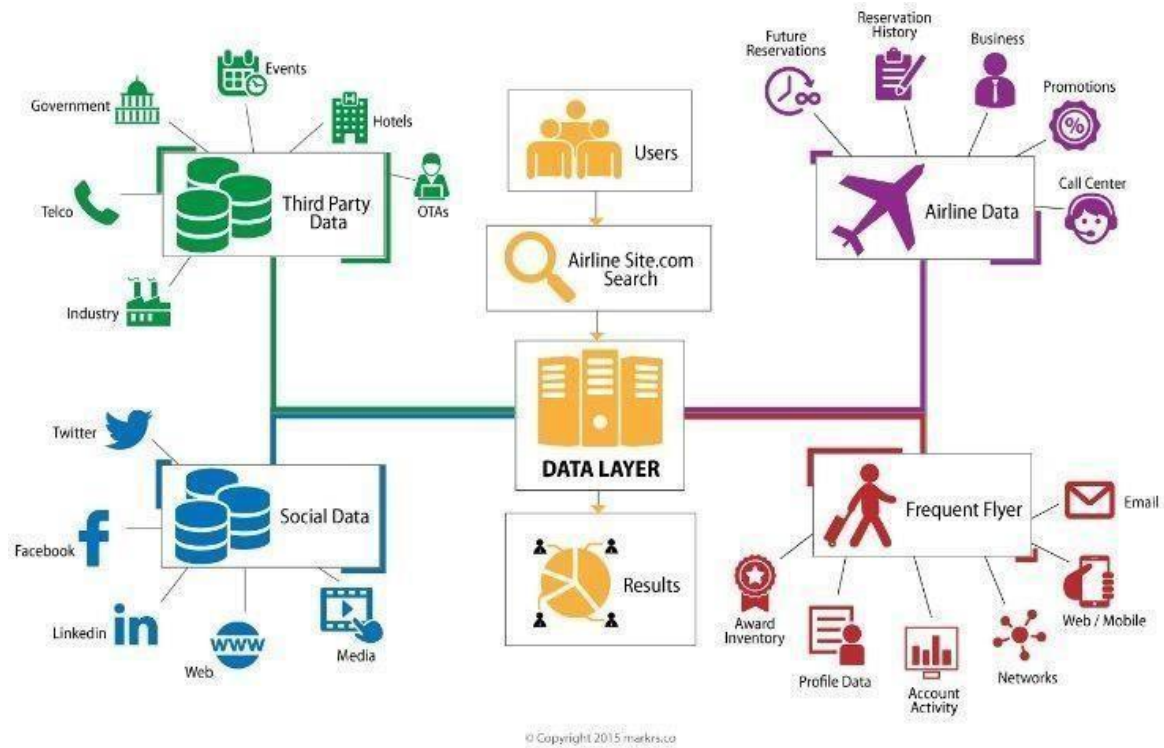 Government
Events
Hotels
OTAs
Telco
Industry
Third Party
Data
Users
Airline Site.com
Search
DATA LAYER
Results
Future
Reservations
Reservation
History
Business
Promotions
Call Center
Airline Data
Twitter
Facebook
Linkedin
Web
www
Media
Social Data
Frequent Flyer
Email
Web / Mobile
Networks
Account
Activity
Profile Data
Award
Inventory
© Copyright 2015 markrs.co